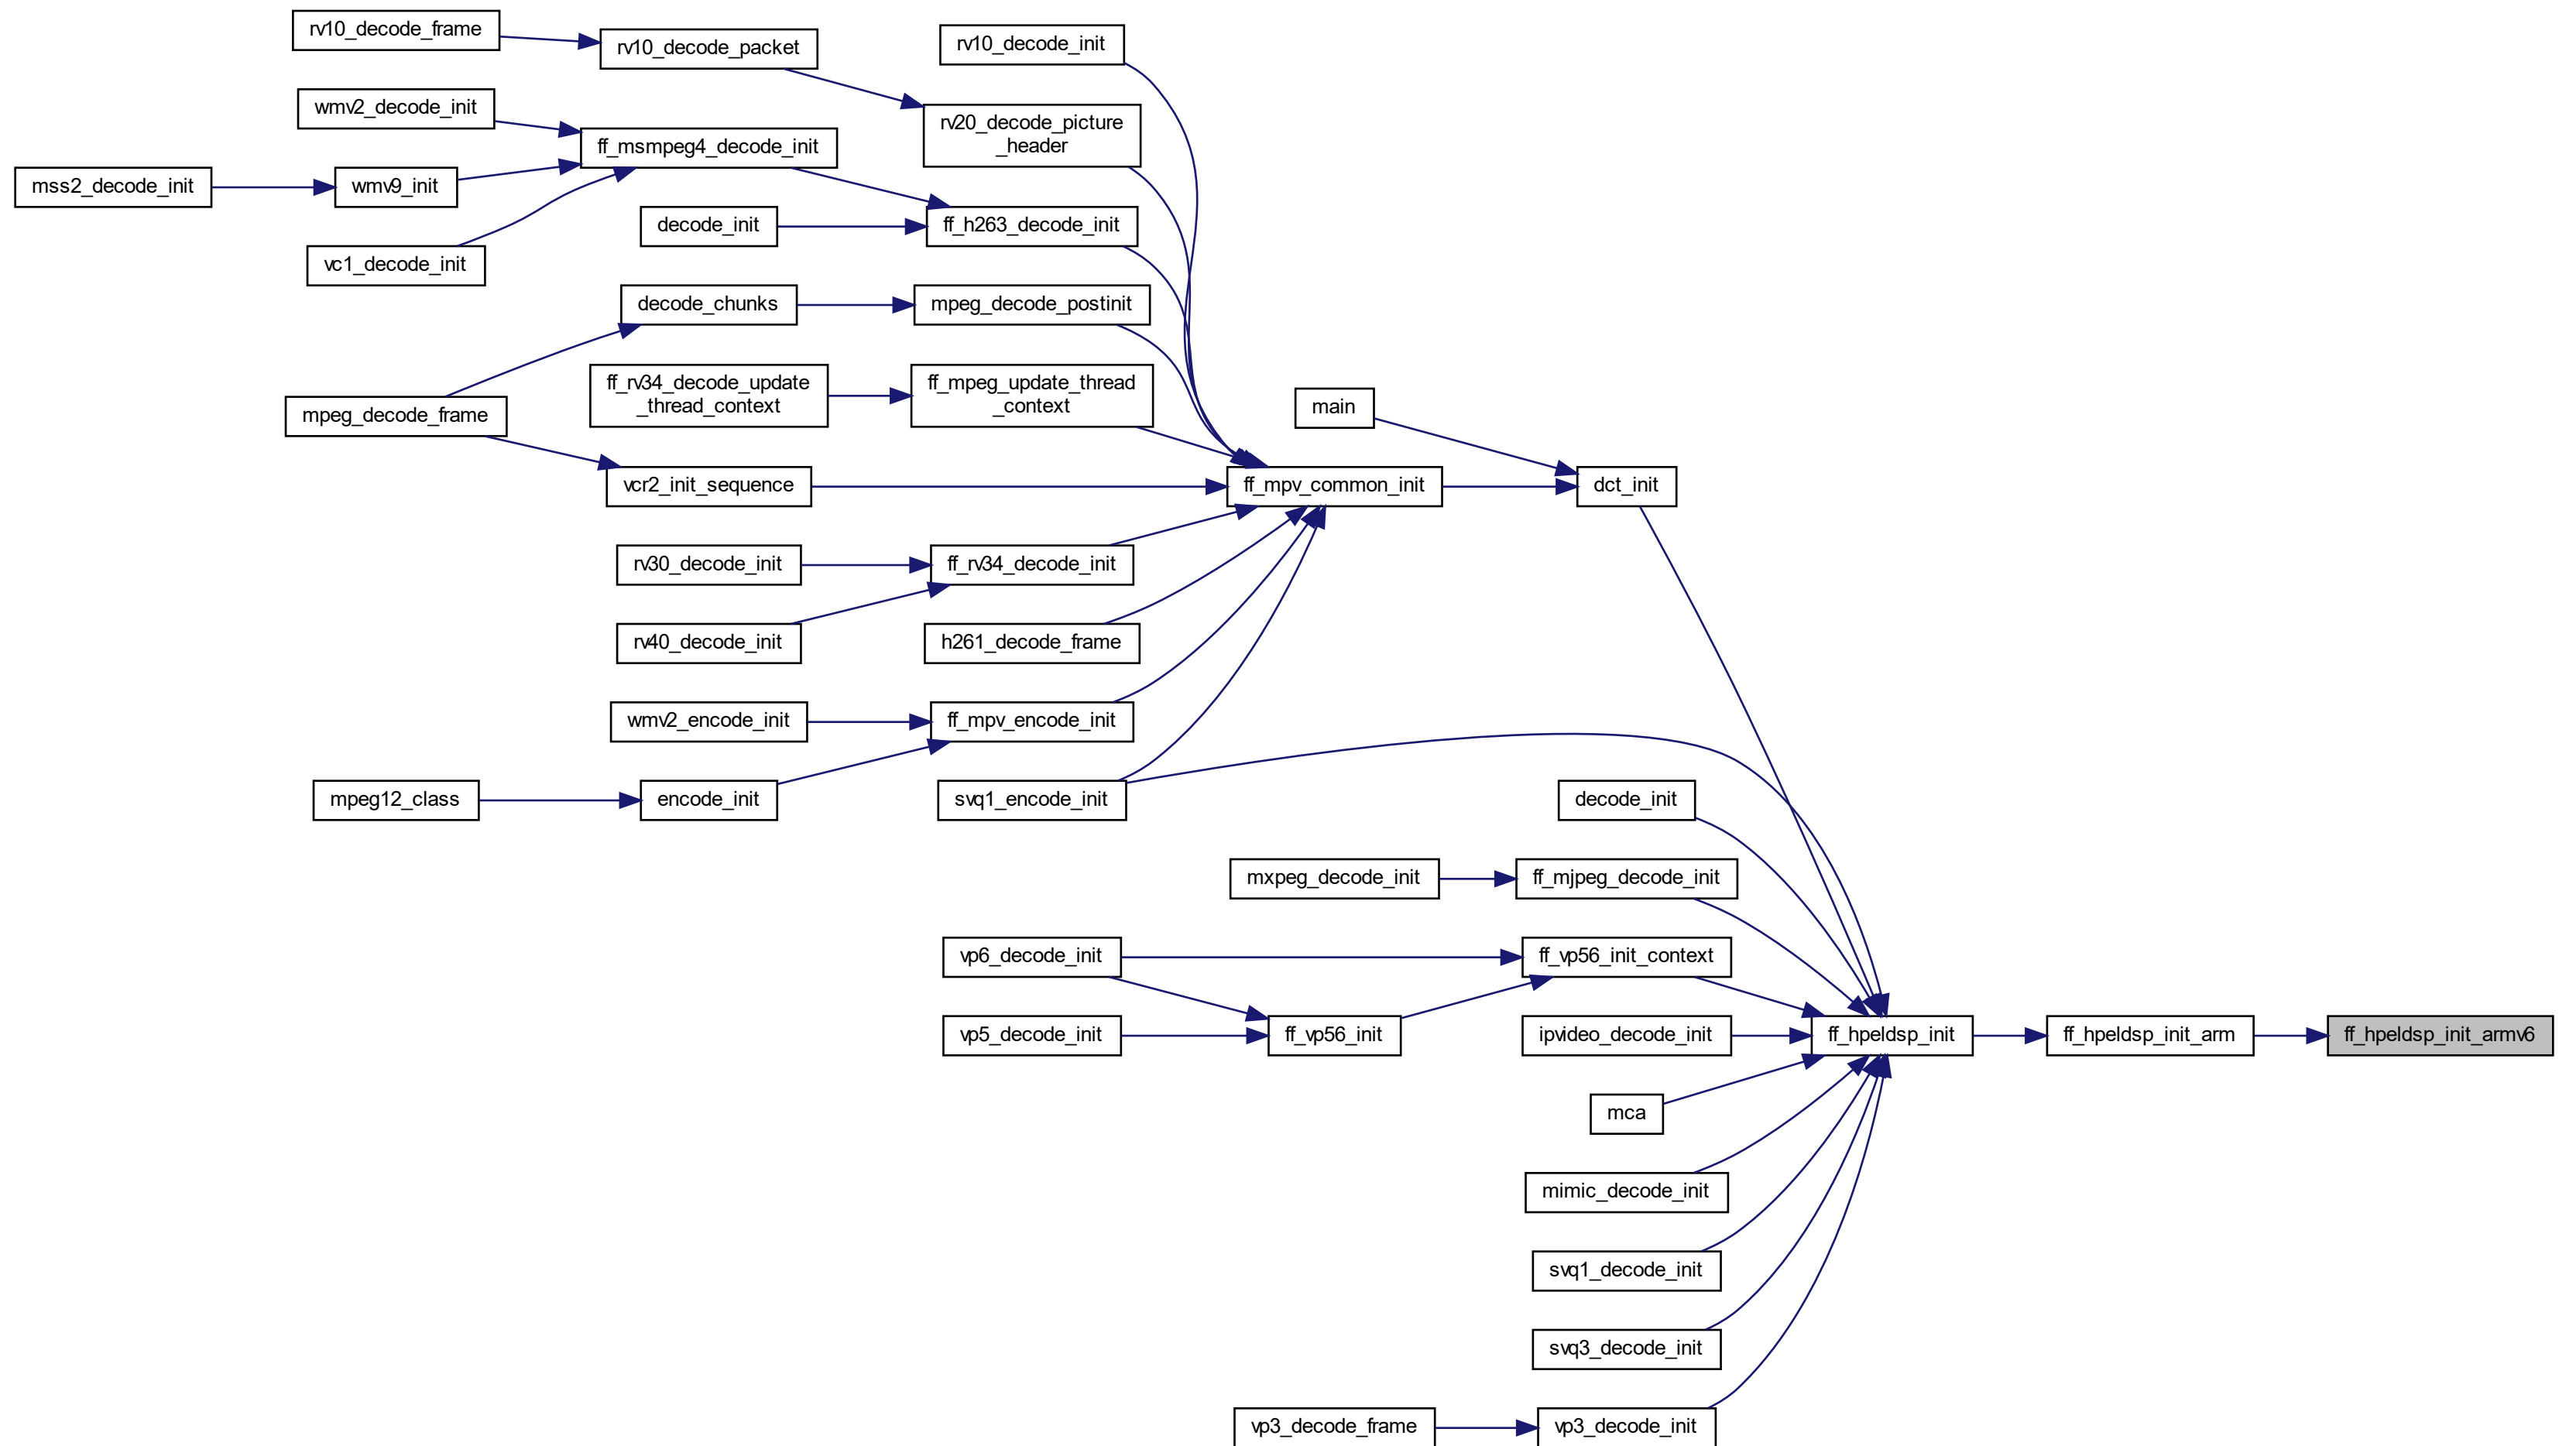 rv10_decode_frame
rv10_decode_packet
rv10_decode_init
wmv2_decode_init
rv20_decode_picture
_header
ff_msmpeg4_decode_init
mss2_decode_init
wmv9_init
decode_init
ff_h263_decode_init
vc1_decode_init
decode_chunks
mpeg_decode_postinit
ff_rv34_decode_update
_thread_context
ff_mpeg_update_thread
_context
main
mpeg_decode_frame
vcr2_init_sequence
ff_mpv_common_init
dct_init
rv30_decode_init
ff_rv34_decode_init
rv40_decode_init
h261_decode_frame
wmv2_encode_init
ff_mpv_encode_init
mpeg12_class
encode_init
svq1_encode_init
decode_init
mxpeg_decode_init
ff_mjpeg_decode_init
vp6_decode_init
ff_vp56_init_context
vp5_decode_init
ff_vp56_init
ipvideo_decode_init
ff_hpeldsp_init
ff_hpeldsp_init_arm
ff_hpeldsp_init_armv6
mca
mimic_decode_init
svq1_decode_init
svq3_decode_init
vp3_decode_frame
vp3_decode_init